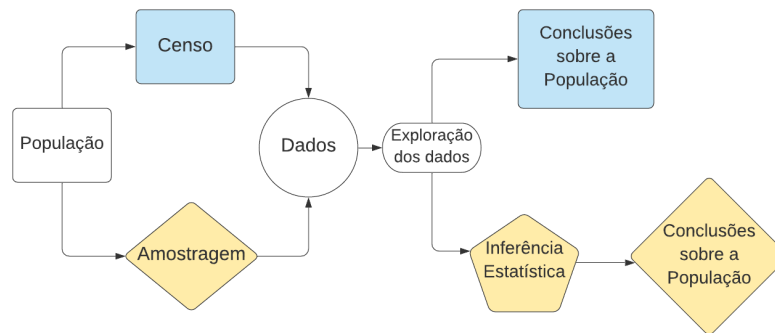 Censo
População
Amostragem
Dados
Exploração
dos dados
Conclusões
sobre a
População
Inferência
Estatística
Conclusões
sobre a
População